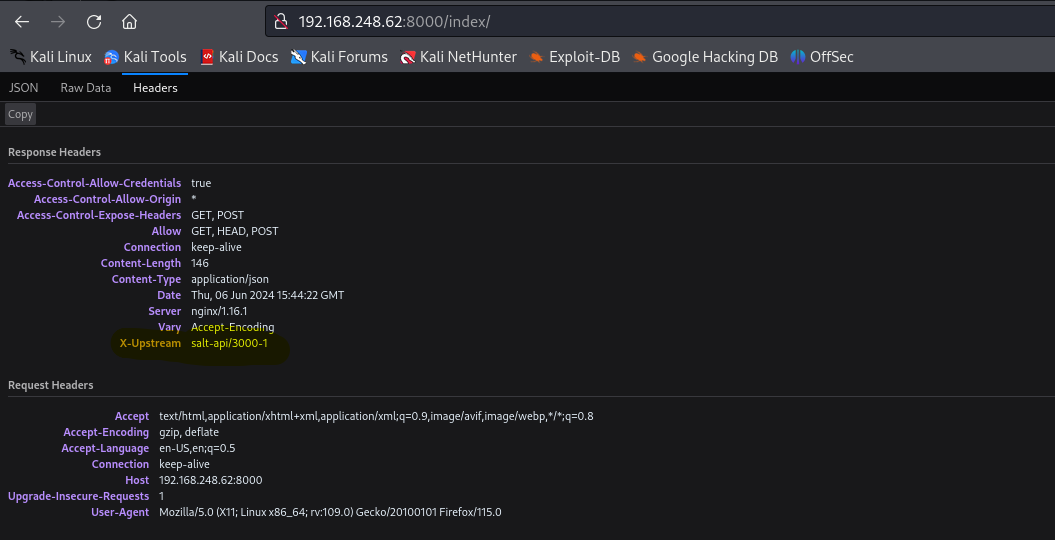 192.168.248.62:8000/index/
Kali Linux Kali Tools Kali Docs Kali Forums Kali NetHunter Exploit-DB Google Hacking DB OffSec
JSON Raw Data Headers
Copy
Response Headers
Access-Control-Allow-Credentials true
Access-Control-Allow-Origin *
Access-Control-Expose-Headers GET, POST
Allow GET, HEAD, POST
Connection keep-alive
Content-Length 146
Content-Type application/json
Date Thu, 06 Jun 2024 15:44:22 GMT
Server nginx/1.16.1
Vary Accept-Encoding
X-Upstream salt-api/3000-1
Request Headers
Accept text/html,application/xhtml+xml,application/xml;q=0.9,image/avif,image/webp,*/*;q=0.8
Accept-Encoding gzip, deflate
Accept-Language en-US,en;q=0.5
Connection keep-alive
Host 192.168.248.62:8000
Upgrade-Insecure-Requests 1
User-Agent Mozilla/5.0 (X11; Linux x86_64; rv:109.0) Gecko/20100101 Firefox/115.0